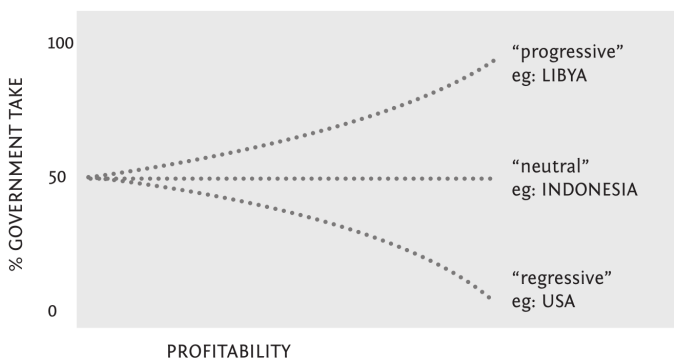 % GOVERNMENT TAKE
100
50
0
“progressive”
eg: LIBYA
“neutral”
eg: INDONESIA
“regressive”
eg: USA
PROFITABILITY